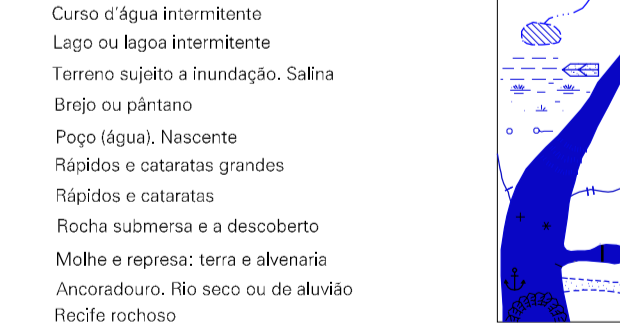 Curso d'água intermitente
Lago ou lagoa intermitente
Terreno sujeito a inundação. Salina
Brejo ou pântano
Poço (água). Nascente
Rápidos e cataratas grandes
Rápidos e cataratas
Rocha submersa e a descoberto
Molhe e represa: terra e alvenaria
Ancoradouro. Rio seco ou de aluvião
Recife rochoso